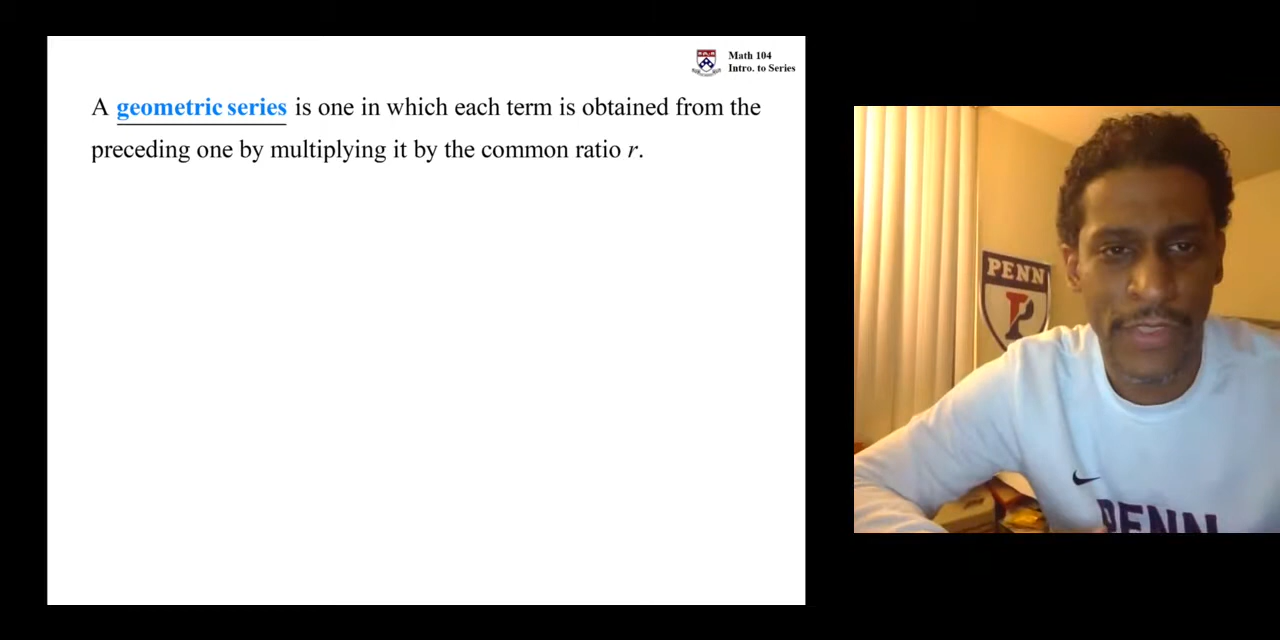 Math 104
Intro. to Series
A geometric series is one in which each term is obtained from the
preceding one by multiplying it by the common ratio r.
PENN
P
PENN